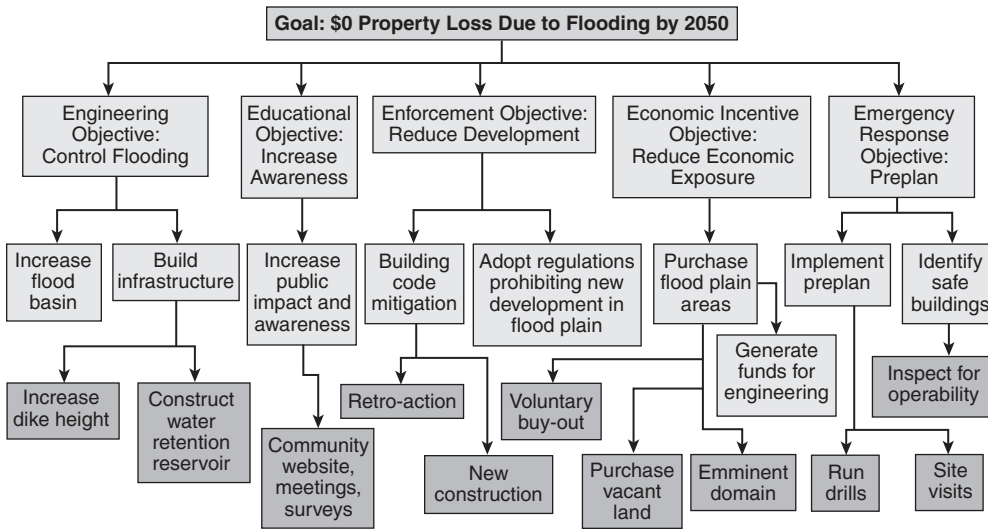 Goal: $0 Property Loss Due to Flooding by 2050
Engineering
Objective:
Control Flooding
Educational
Objective:
Increase
Awareness
Enforcement Objective:
Reduce Development
Economic Incentive
Objective:
Reduce Economic
Exposure
Emergency
Response
Objective:
Preplan
Increase
flood
basin
Build
infrastructure
Increase
public
impact and
awareness
Building
code
mitigation
Adopt regulations
prohibiting new
development in
flood plain
Purchase
flood plain
areas
Implement
preplan
Identify
safe
buildings
Generate
funds for
engineering
Increase
dike height
Construct
water
retention
reservoir
Community
website,
meetings,
surveys
Retro-action
New
construction
Voluntary
buy-out
Purchase
vacant
land
Emminent
domain
Run
drills
Site
visits
Inspect for
operability